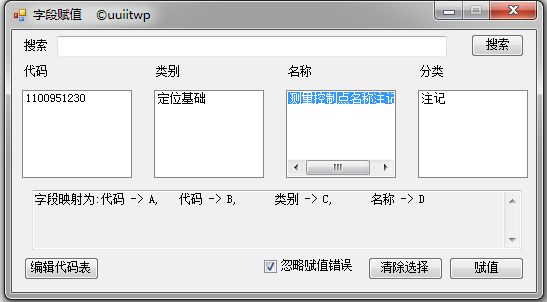 字段赋值 ©uuiitwp
搜索 搜索
代码 类别 名称 分类
1100951230 定位基础 测量控制点名称注记 注记
字段映射为:代码 -> A, 代码 -> B, 类别 -> C, 名称 -> D
编辑代码表 忽略赋值错误 清除选择 赋值